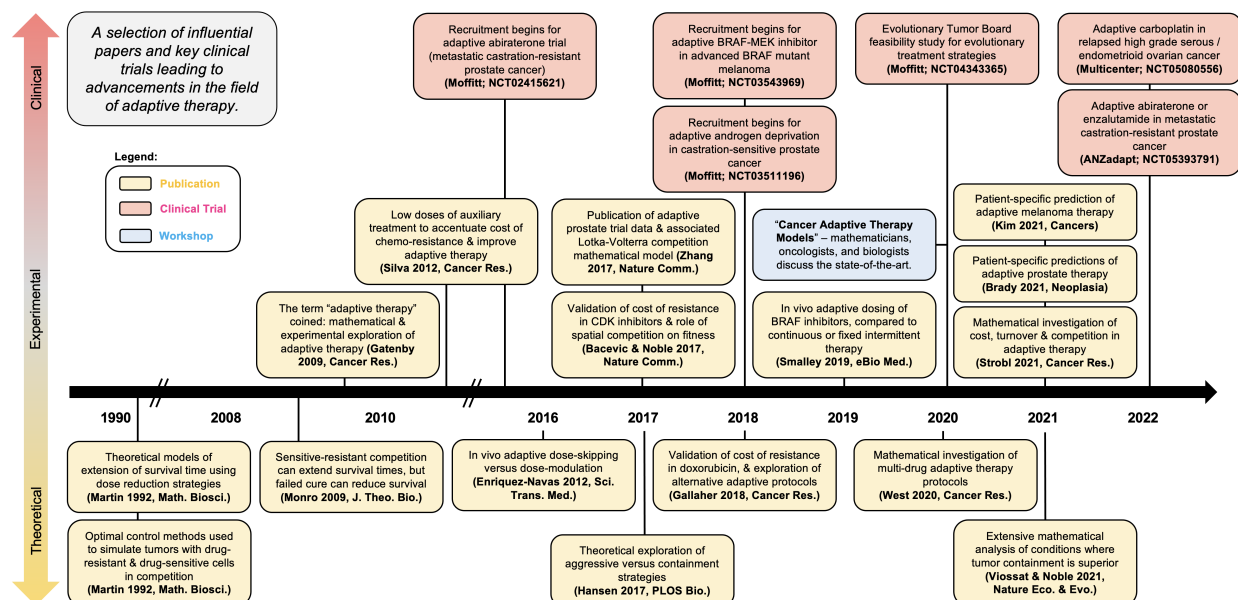 Clinical
Experimental
Theoretical
A selection of influential
papers and key clinical
trials leading to
advancements in the field
of adaptive therapy.
Legend:
Publication
Clinical Trial
Workshop
Recruitment begins for
adaptive abiraterone trial
(metastatic castration-resistant
prostate cancer)
(Moffitt; NCT02415621)
Recruitment begins for
adaptive BRAF-MEK inhibitor
in advanced BRAF mutant
melanoma
(Moffitt; NCT03543969)
Recruitment begins for
adaptive androgen deprivation
in castration-sensitive prostate
cancer
(Moffitt; NCT03511196)
Evolutionary Tumor Board
feasibility study for evolutionary
treatment strategies
(Moffitt; NCT04343365)
Adaptive carboplatin in
relapsed high grade serous /
endometrioid ovarian cancer
(Multicenter; NCT05080556)
Adaptive abiraterone or
enzalutamide in metastatic
castration-resistant prostate
cancer
(ANZadapt; NCT05393791)
Low doses of auxiliary
treatment to accentuate cost of
chemo-resistance & improve
adaptive therapy
(Silva 2012, Cancer Res.)
The term “adaptive therapy”
coined: mathematical &
experimental exploration of
adaptive therapy (Gatenby
2009, Cancer Res.)
Publication of adaptive
prostate trial data & associated
Lotka-Volterra competition
mathematical model (Zhang
2017, Nature Comm.)
Validation of cost of resistance
in CDK inhibitors & role of
spatial competition on fitness
(Bacevic & Noble 2017,
Nature Comm.)
“Cancer Adaptive Therapy
Models” – mathematicians,
oncologists, and biologists
discuss the state-of-the-art.
In vivo adaptive dosing of
BRAF inhibitors, compared to
continuous or fixed intermittent
therapy
(Smalley 2019, eBio Med.)
Patient-specific prediction of
adaptive melanoma therapy
(Kim 2021, Cancers)
Patient-specific predictions of
adaptive prostate therapy
(Brady 2021, Neoplasia)
Mathematical investigation of
cost, turnover & competition in
adaptive therapy
(Strobl 2021, Cancer Res.)
1990 2008 2010 2016 2017 2018 2019 2020 2021 2022
Theoretical models of
extension of survival time using
dose reduction strategies
(Martin 1992, Math. Biosci.)
Optimal control methods used
to simulate tumors with drug-
resistant & drug-sensitive cells
in competition
(Martin 1992, Math. Biosci.)
Sensitive-resistant competition
can extend survival times, but
failed cure can reduce survival
(Monro 2009, J. Theo. Bio.)
In vivo adaptive dose-skipping
versus dose-modulation
(Enriquez-Navas 2012, Sci.
Trans. Med.)
Theoretical exploration of
aggressive versus containment
strategies
(Hansen 2017, PLOS Bio.)
Validation of cost of resistance
in doxorubicin, & exploration of
alternative adaptive protocols
(Gallaher 2018, Cancer Res.)
Mathematical investigation of
multi-drug adaptive therapy
protocols
(West 2020, Cancer Res.)
Extensive mathematical
analysis of conditions where
tumor containment is superior
(Viossat & Noble 2021,
Nature Eco. & Evo.)